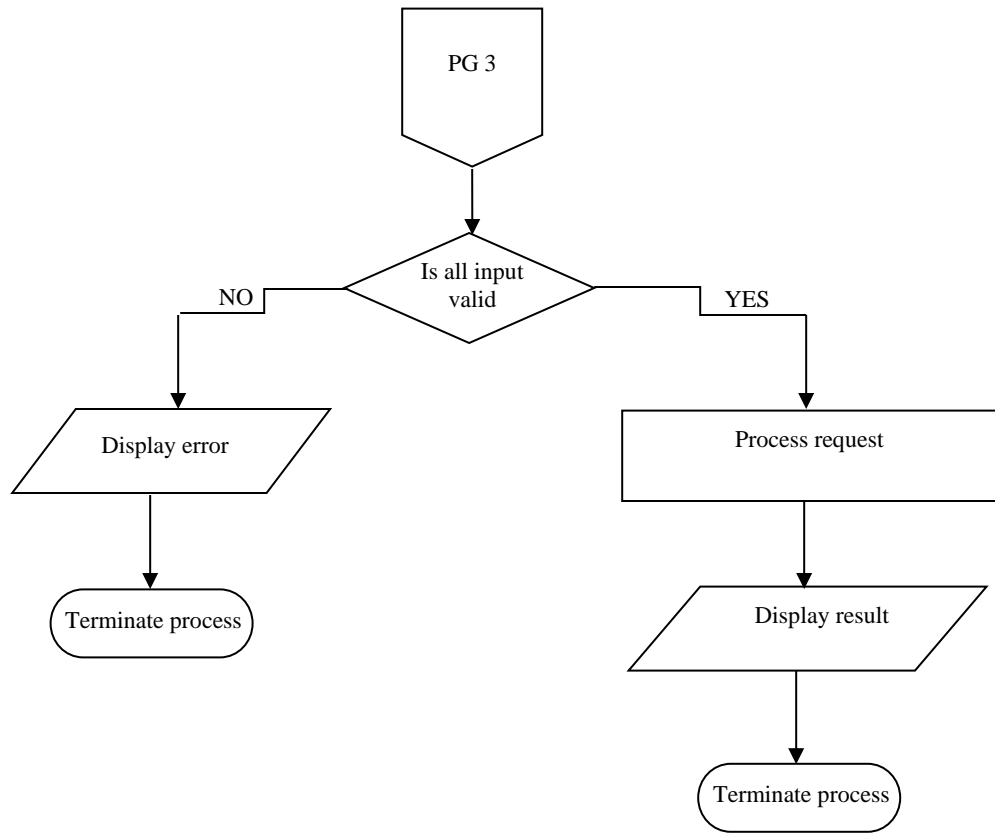 PG 3
Is all input
valid
NO
YES
Display error
Process request
Terminate process
Display result
Terminate process